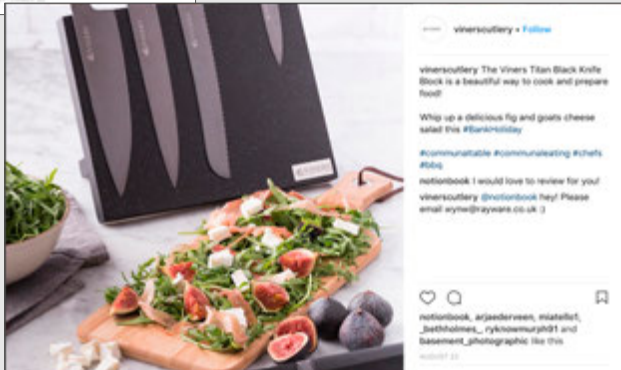 vinerscutlery • Follow
vinerscutlery The Viners Titan Black Knife
Block is a beautiful way to cook and prepare
food!
Whip up a delicious fig and goats cheese
salad this #BankHoliday
#communaltable #communaleating #chefs
#bbq
notionbook I would love to review for you!
vinerscutlery @notionbook hey! Please
email wynw@rayware.co.uk :)
notionbook, arjaederveen, miatello1,
_bethholmes_, ryknowmurph91 and
basement_photographic like this
AUGUST 23